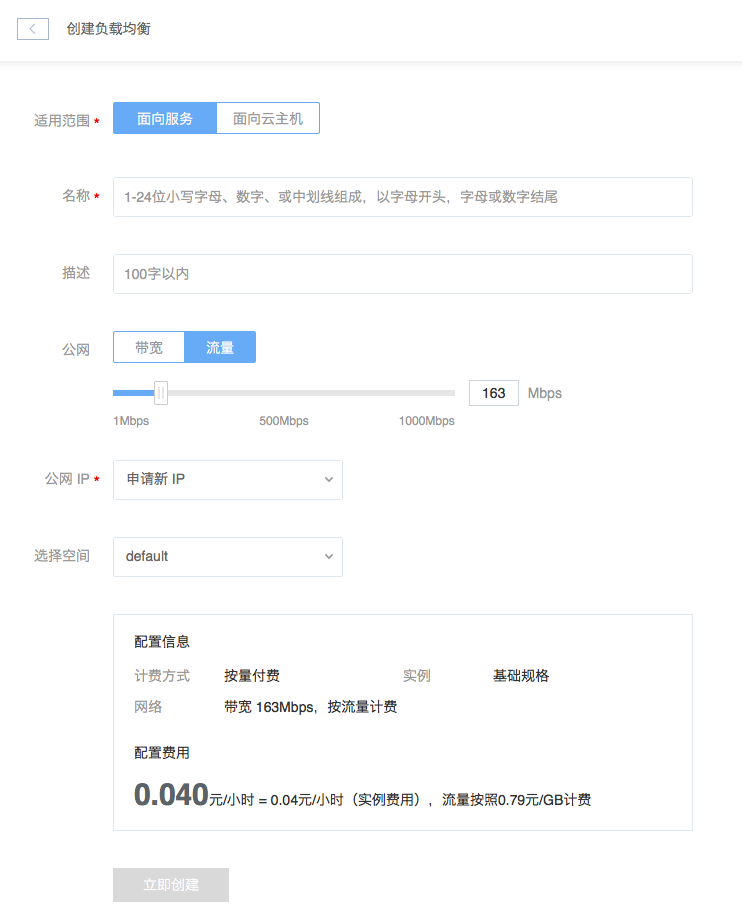 创建负载均衡
适用范围 * 面向服务 面向云主机
名称 * 1-24位小写字母、数字、或中划线组成，以字母开头，字母或数字结尾
描述 100字以内
公网 带宽 流量
163 Mbps
1Mbps 500Mbps 1000Mbps
公网 IP * 申请新 IP
选择空间 default
配置信息
计费方式 按量付费 实例 基础规格
网络 带宽 163Mbps，按流量计费
配置费用
0.040元/小时 = 0.04元/小时（实例费用），流量按照0.79元/GB计费
立即创建